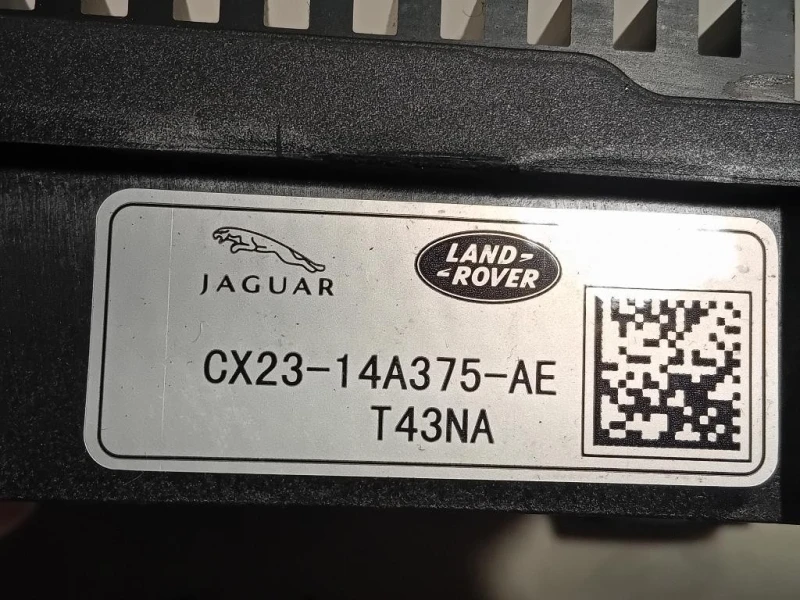 JAGUAR
LAND-
-ROVER
CX23-14A375-AE
T43NA